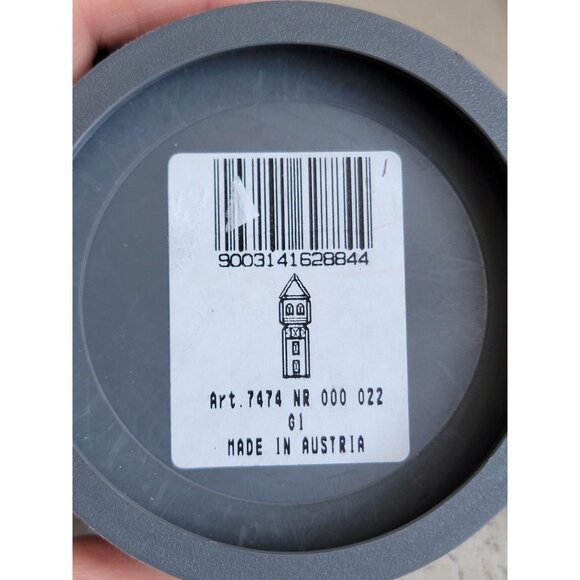 9003141628844
Art.7474 NR 000 022
G1
MADE IN AUSTRIA